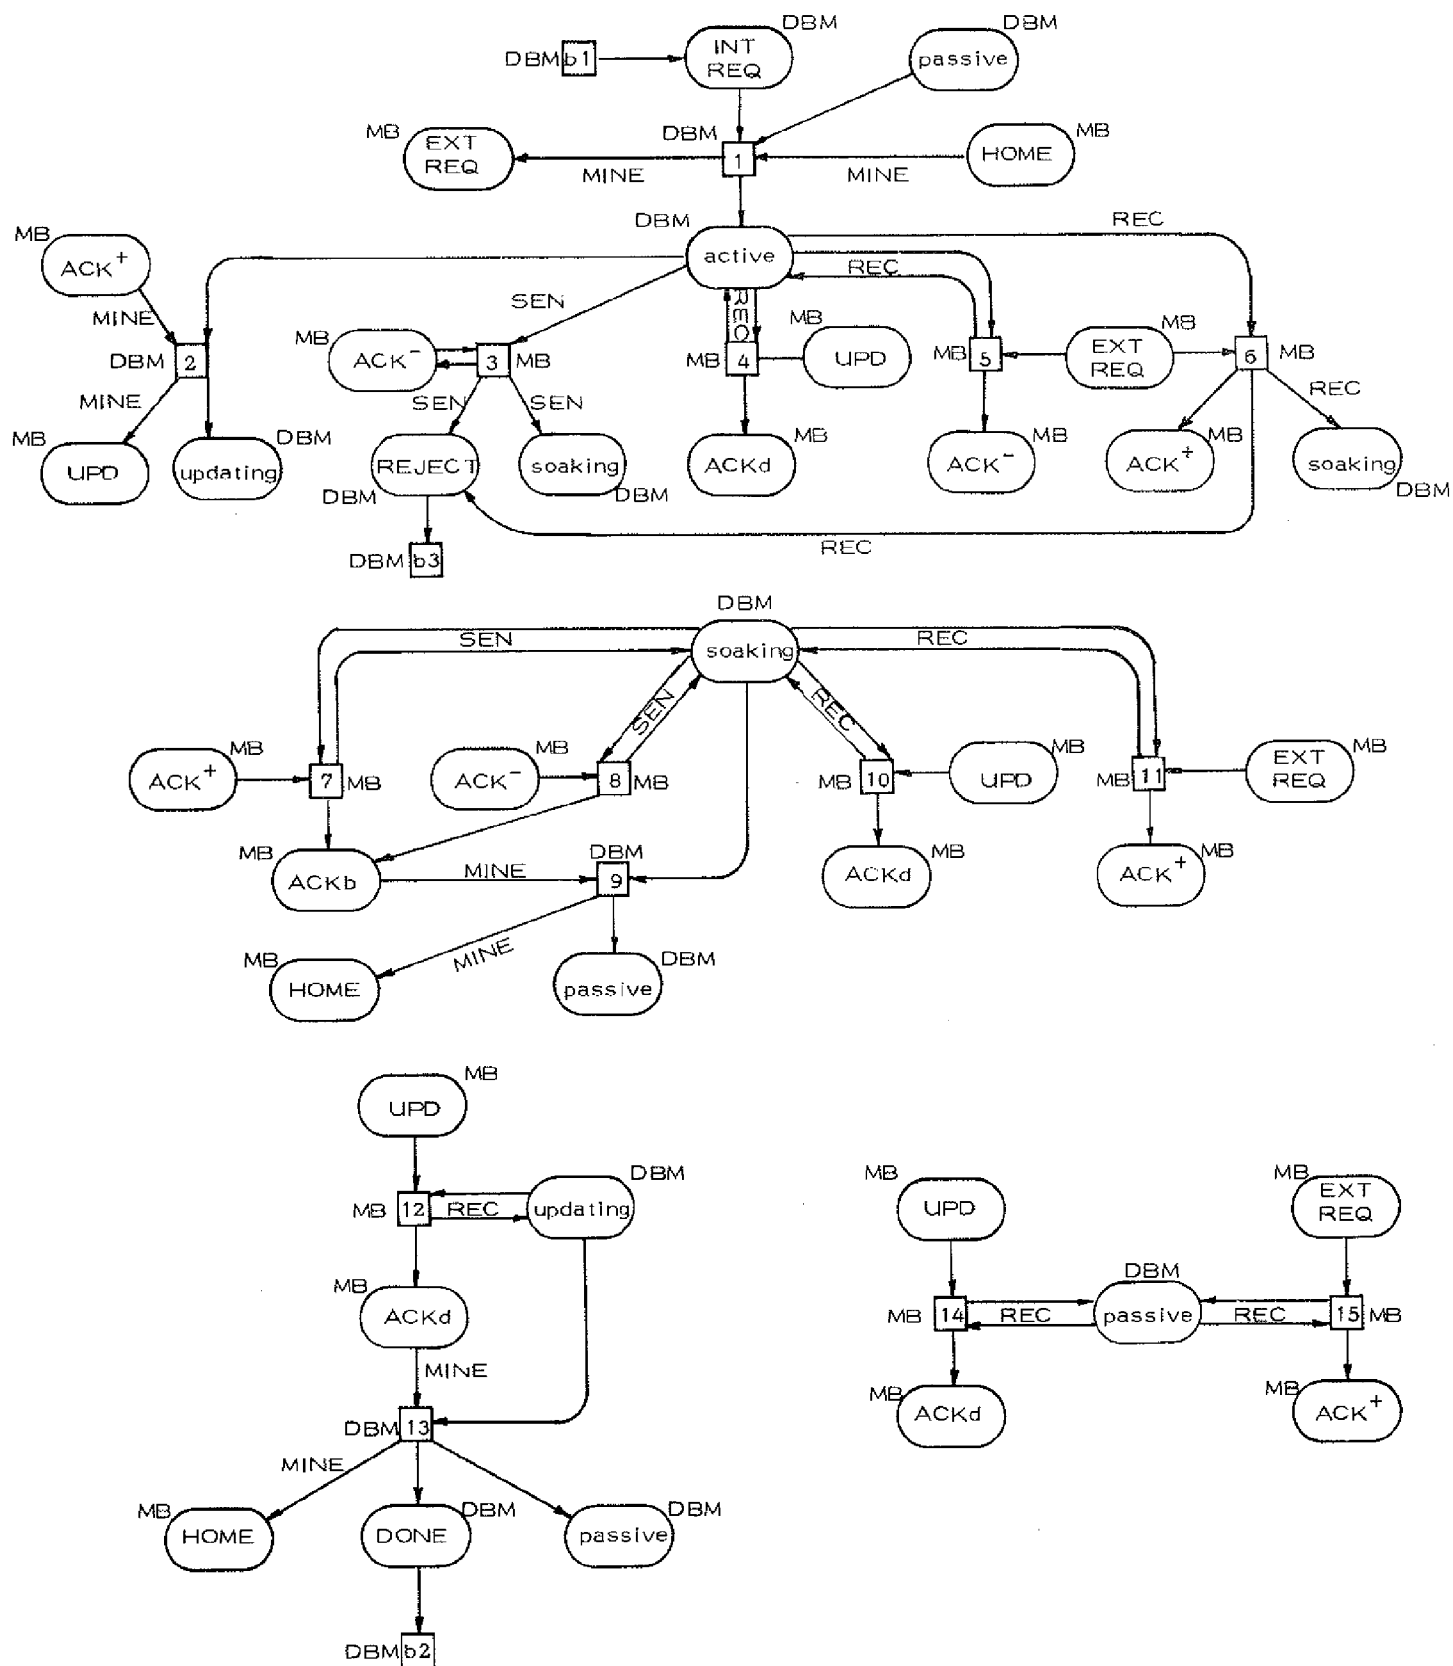 DBM
DBM
INT
REQ
DBM b1
passive
MB
EXT
REQ
DBM
1
MB
HOME
MINE
MINE
DBM
active
REC
MB
ACK+
REC
SEN
REC
MINE
MB
ACK-
MB
UPD
MB
EXT
REQ
DBM 2
3 MB
MB 4
MB 5
6 MB
MINE
SEN
SEN
REC
MB
UPD
DBM
updating
REJECT
DBM
soaking
DBM
MB
ACKd
MB
ACK-
MB
ACK+
soaking
DBM
DBM b3
REC
DBM
soaking
SEN
REC
SEN
REC
MB
ACK+
7 MB
MB
ACK-
8 MB
MB 10
MB
UPD
MB 11
MB
EXT
REQ
MB
ACKb
MINE
DBM
9
MB
ACKd
MB
ACK+
MINE
MB
HOME
DBM
passive
MB
UPD
MB 12
REC
DBM
updating
MB
UPD
MB
EXT
REQ
MB
ACKd
MB 14
REC
DBM
passive
REC
15 MB
MINE
MB
ACKd
MB
ACK+
DBM 13
MINE
MB
HOME
DBM
DONE
DBM
passive
DBM b2